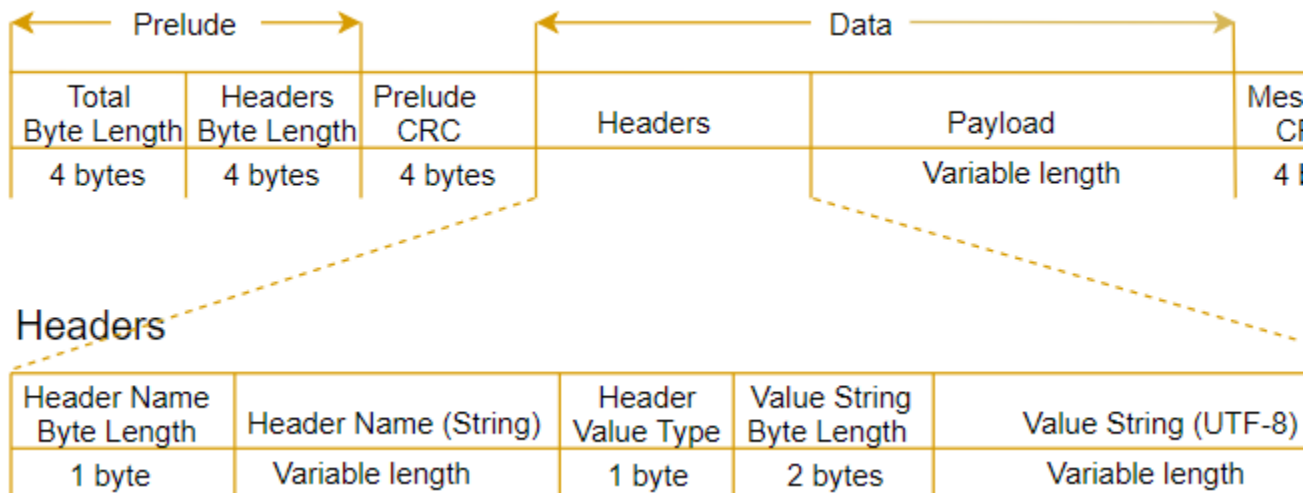 Prelude
Data
Total Byte Length
Headers Byte Length
Prelude CRC
Headers
Payload
4 bytes
4 bytes
4 bytes
Variable length
4
Headers
Header Name Byte Length
Header Name (String)
Header Value Type
Value String Byte Length
Value String (UTF-8)
1 byte
Variable length
1 byte
2 bytes
Variable length